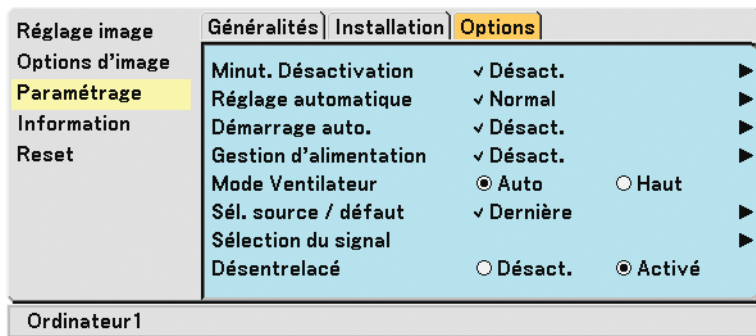 Réglage image
Options d'image
Paramétrage
Information
Reset
Généralités Installation Options
Minut. Désactivation Désact.
Réglage automatique Normal
Démarrage auto. Désact.
Gestion d'alimentation Désact.
Mode Ventilateur Auto Haut
Sél. source / défaut Dernière
Sélection du signal
Désentrelacé Désact. Activé
Ordinateur1